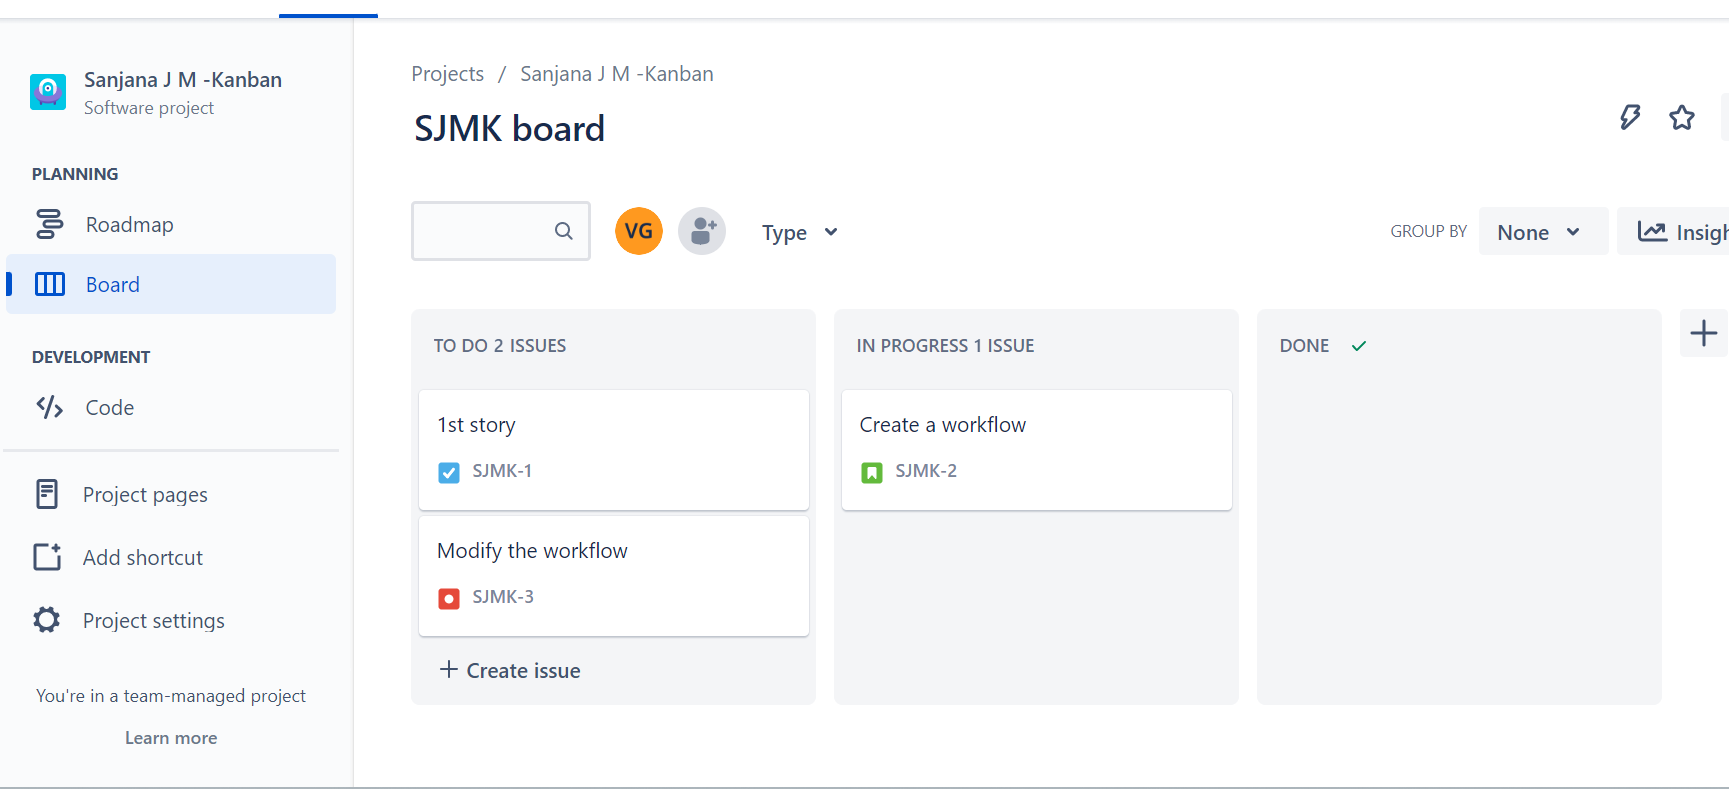 Sanjana J M -Kanban
Software project
PLANNING
Roadmap
Board
DEVELOPMENT
Code
Project pages
Add shortcut
Project settings
You're in a team-managed project
Learn more
Projects / Sanjana J M -Kanban
SJMK board
VG
Type
GROUP BY
None
Insigh
TO DO 2 ISSUES
1st story
SJMK-1
Modify the workflow
SJMK-3
+ Create issue
IN PROGRESS 1 ISSUE
Create a workflow
SJMK-2
DONE